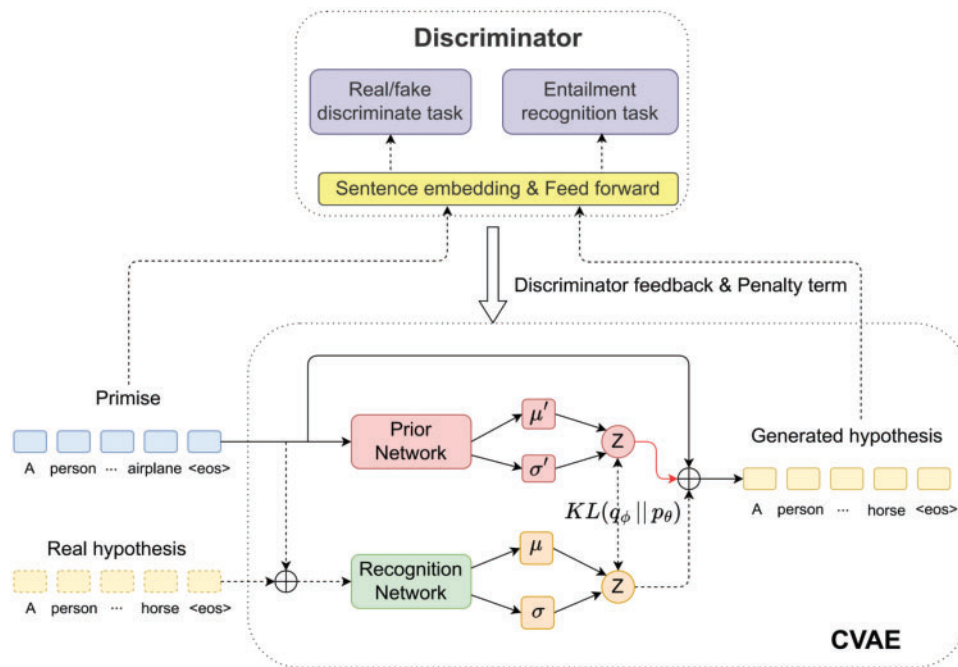 Discriminator
Real/fake
discriminate task
Entailment
recognition task
Sentence embedding & Feed forward
Discriminator feedback & Penalty term
Primise
A person ... airplane <eos>
Prior
Network
μ′
σ′
Z
Generated hypothesis
A person ... horse <eos>
KL(qϕ || pθ)
Real hypothesis
A person ... horse <eos>
Recognition
Network
μ
σ
Z
CVAE